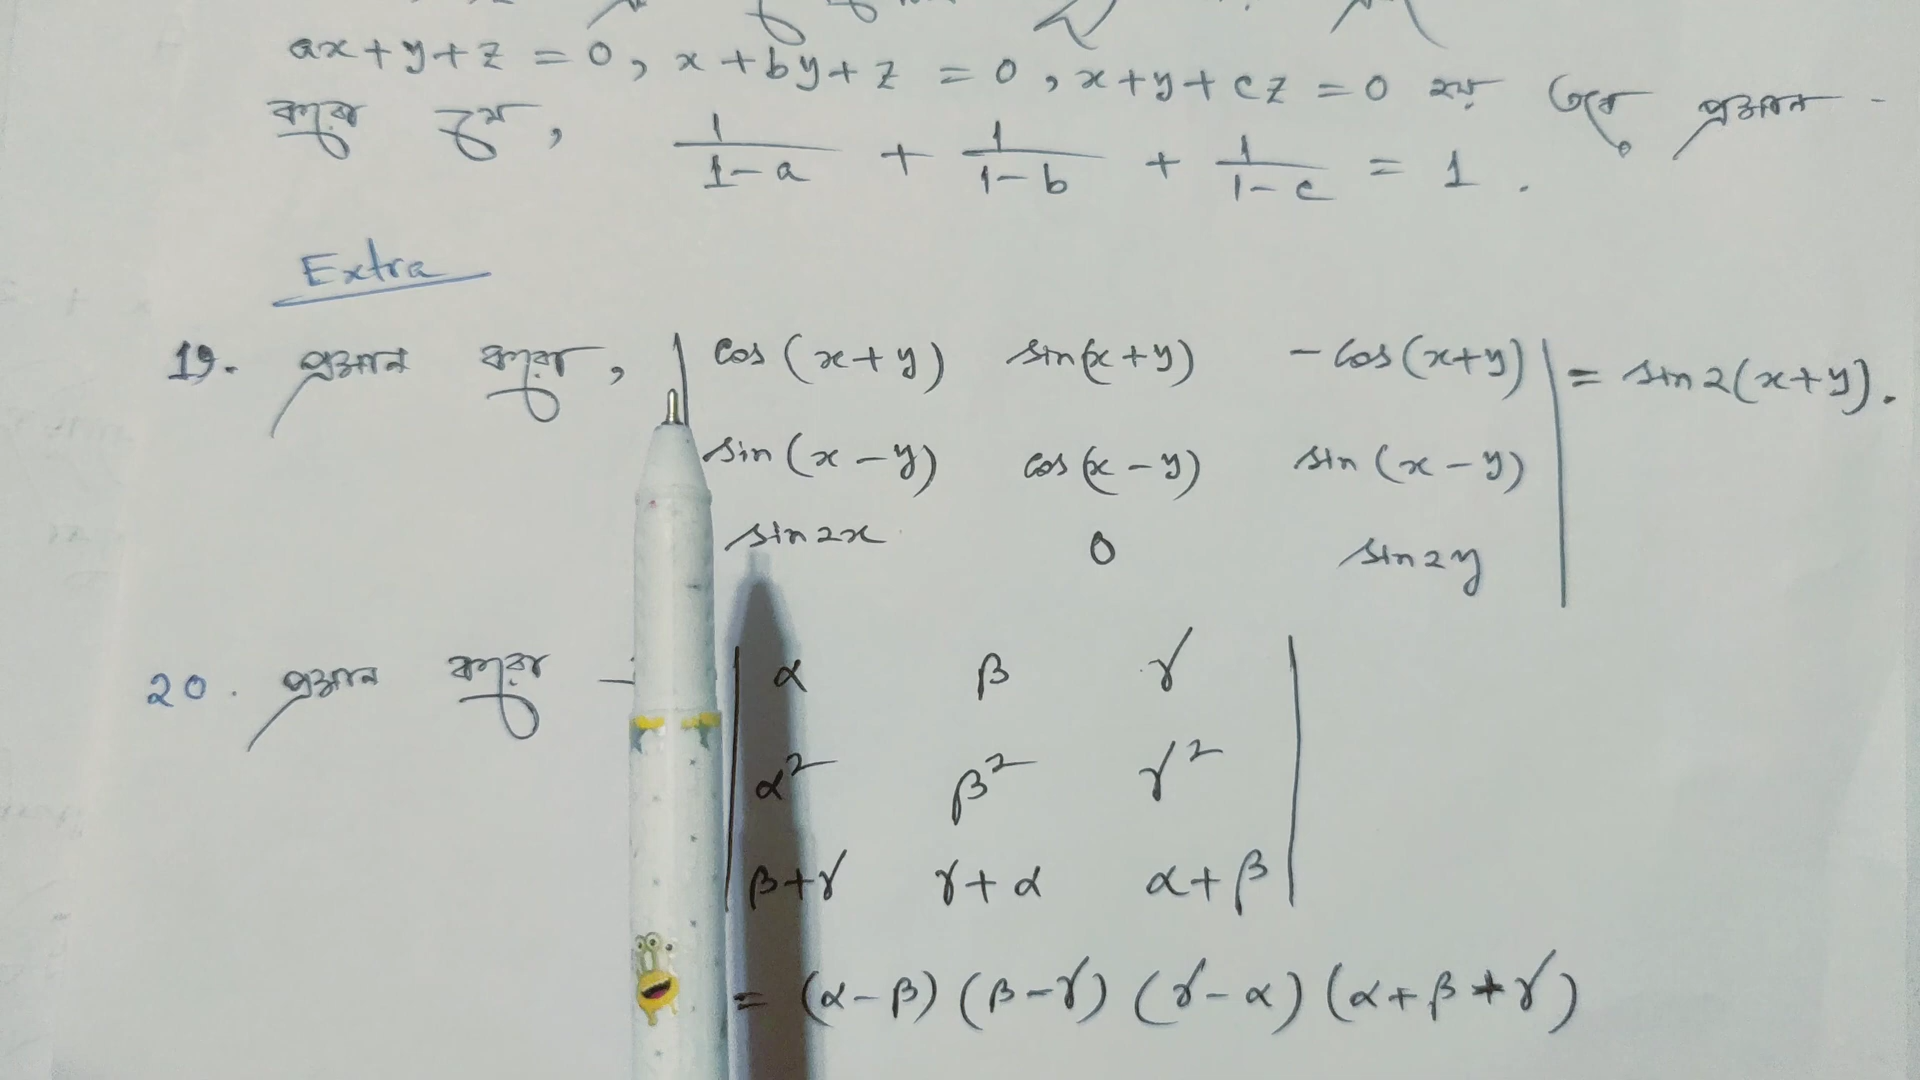 ax+y+z = 0, x+by+z = 0, x+y+cz = 0 হয় তবে প্রমাণ -
করো যে, 1/(1-a) + 1/(1-b) + 1/(1-c) = 1.
Extra
19. প্রমাণ করো, | cos(x+y) sin(x+y) -cos(x+y) | = sin2(x+y).
sin(x-y) cos(x-y) sin(x-y)
sin2x 0 sin2y
20. প্রমাণ করো - | α β γ |
α² β² γ²
β+γ γ+α α+β
= (α-β)(β-γ)(γ-α)(α+β+γ)